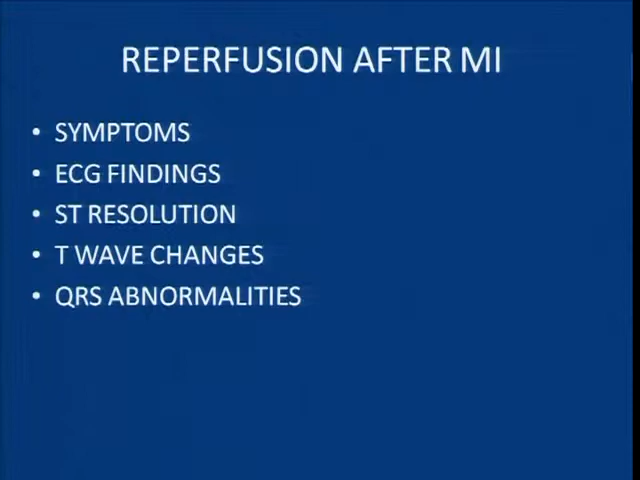 REPERFUSION AFTER MI
• SYMPTOMS
• ECG FINDINGS
• ST RESOLUTION
• T WAVE CHANGES
• QRS ABNORMALITIES